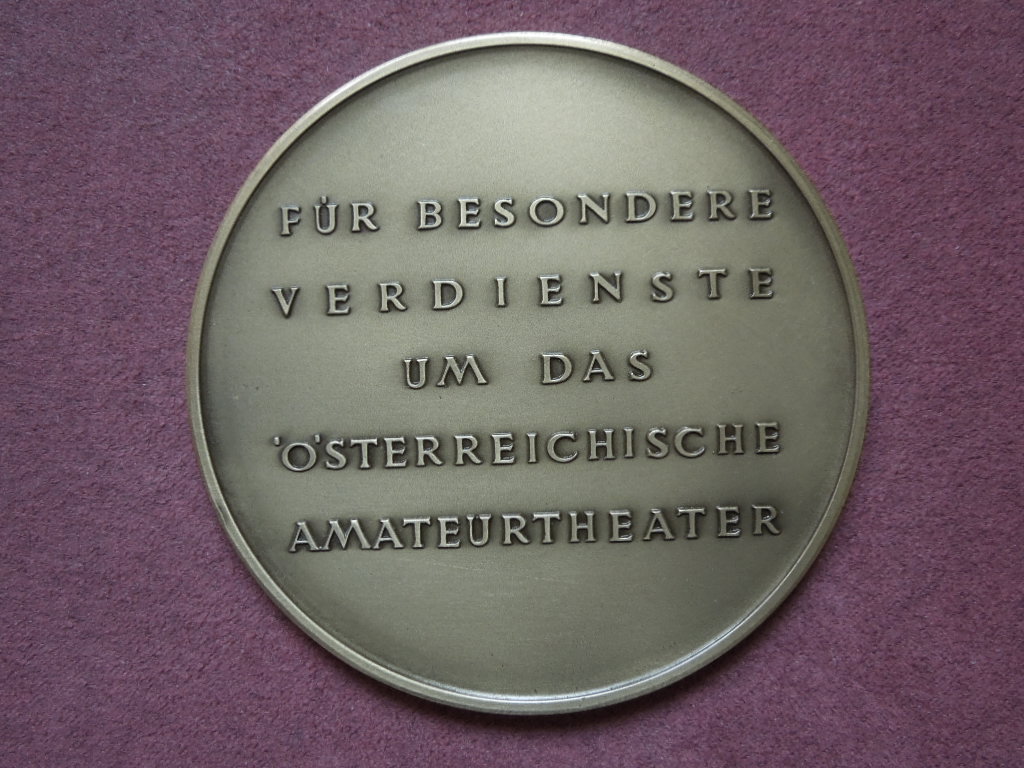 FÜR BESONDERE
VERDIENSTE
UM DAS
ÖSTERREICHISCHE
AMATEURTHEATER